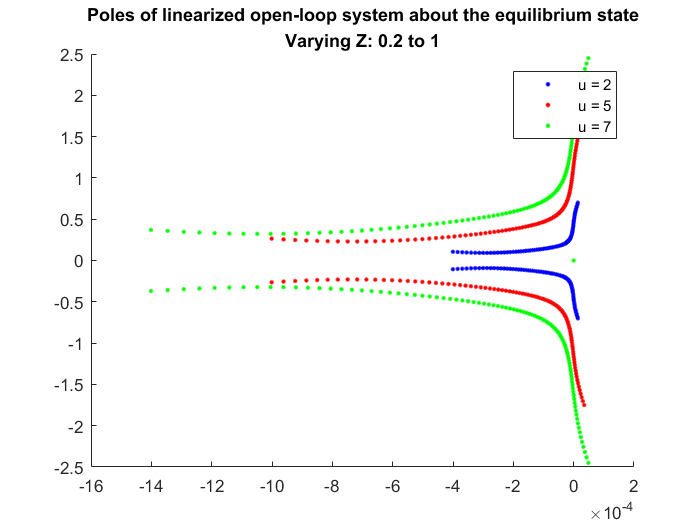 Poles of linearized open-loop system about the equilibrium state
Varying Z: 0.2 to 1
2.5
2
1.5
1
0.5
0
-0.5
-1
-1.5
-2
-2.5
u = 2
u = 5
u = 7
-16 -14 -12 -10 -8 -6 -4 -2 0 2
×10^-4